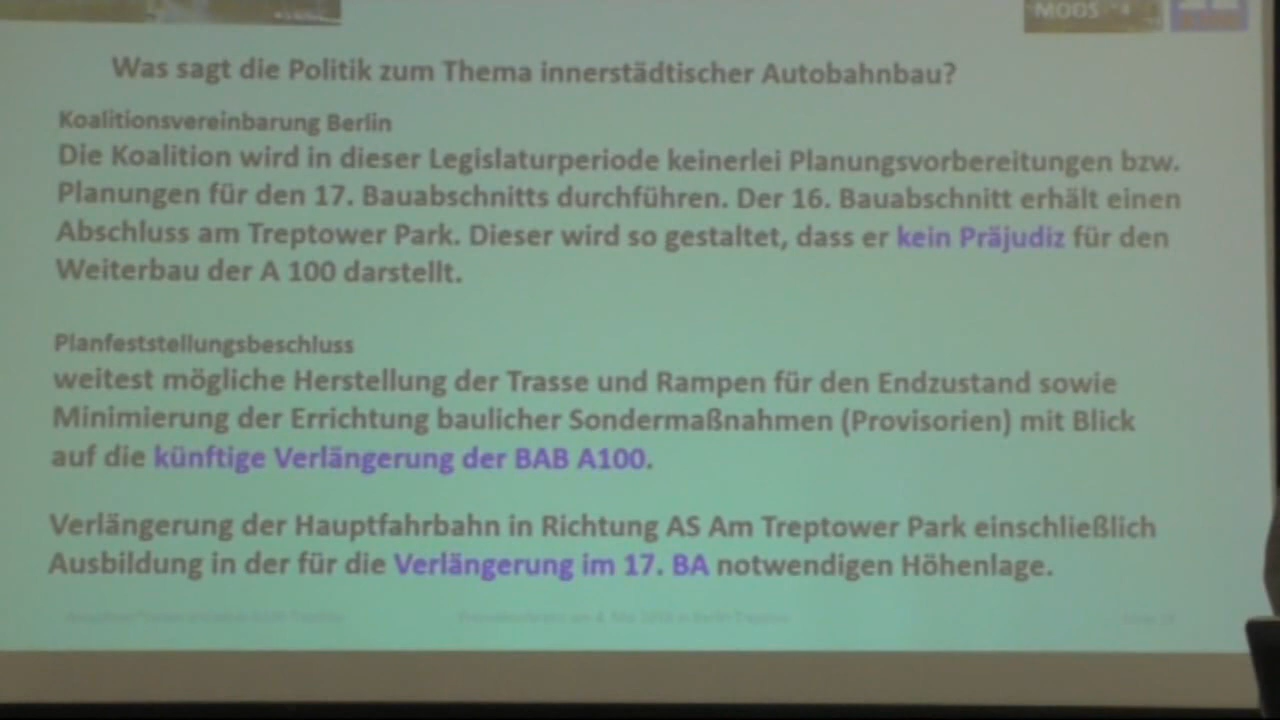 MOOS
Was sagt die Politik zum Thema innerstädtischer Autobahnbau?
Koalitionsvereinbarung Berlin
Die Koalition wird in dieser Legislaturperiode keinerlei Planungsvorbereitungen bzw.
Planungen für den 17. Bauabschnitts durchführen. Der 16. Bauabschnitt erhält einen
Abschluss am Treptower Park. Dieser wird so gestaltet, dass er kein Präjudiz für den
Weiterbau der A 100 darstellt.
Planfeststellungsbeschluss
weitest mögliche Herstellung der Trasse und Rampen für den Endzustand sowie
Minimierung der Errichtung baulicher Sondermaßnahmen (Provisorien) mit Blick
auf die künftige Verlängerung der BAB A100.
Verlängerung der Hauptfahrbahn in Richtung AS Am Treptower Park einschließlich
Ausbildung in der für die Verlängerung im 17. BA notwendigen Höhenlage.